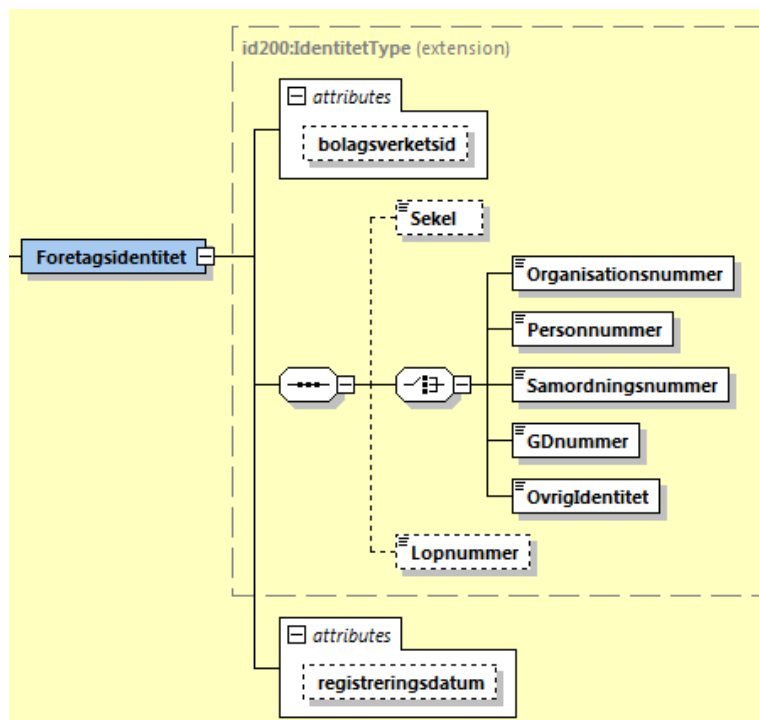 id200:IdentitetType (extension)
attributes
bolagsverketsid
Sekel
Foretagsidentitet
Organisationsnummer
Personnummer
Samordningsnummer
GDnummer
OvrigIdentitet
Lopnummer
attributes
registreringsdatum